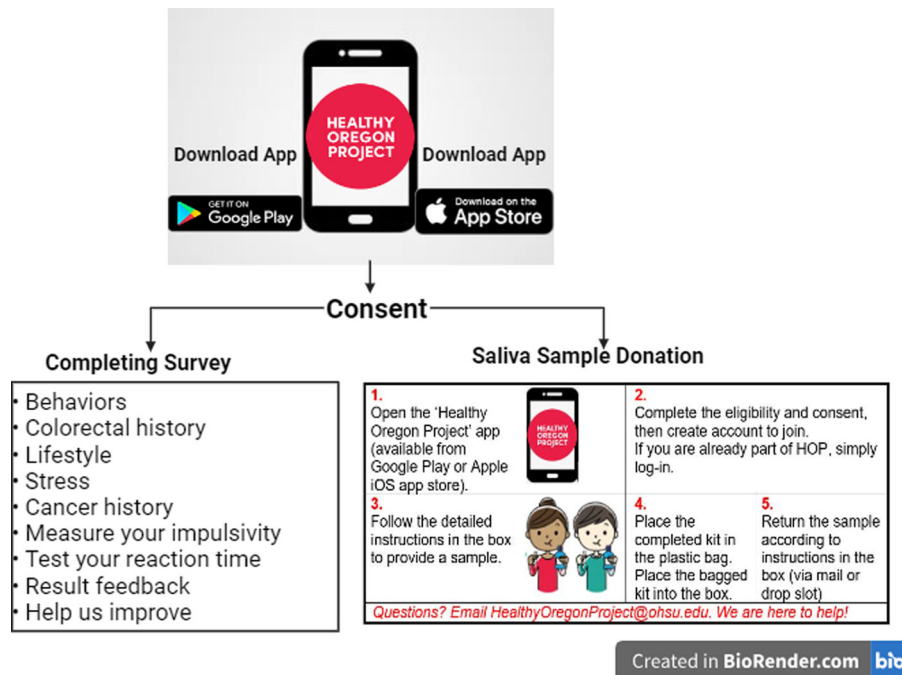 HEALTHY
OREGON
PROJECT
Download App
Download App
GET IT ON
Google Play
Download on the
App Store
Consent
Completing Survey
• Behaviors
• Colorectal history
• Lifestyle
• Stress
• Cancer history
• Measure your impulsivity
• Test your reaction time
• Result feedback
• Help us improve
Saliva Sample Donation
1.
Open the ‘Healthy
Oregon Project’ app
(available from
Google Play or Apple
iOS app store).
HEALTHY
OREGON
PROJECT
2.
Complete the eligibility and consent,
then create account to join.
If you are already part of HOP, simply
log-in.
3.
Follow the detailed
instructions in the box
to provide a sample.
4.
Place the
completed kit in
the plastic bag.
Place the bagged
kit into the box.
5.
Return the sample
according to
instructions in the
box (via mail or
drop slot)
Questions? Email HealthyOregonProject@ohsu.edu. We are here to help!
Created in BioRender.com
bio